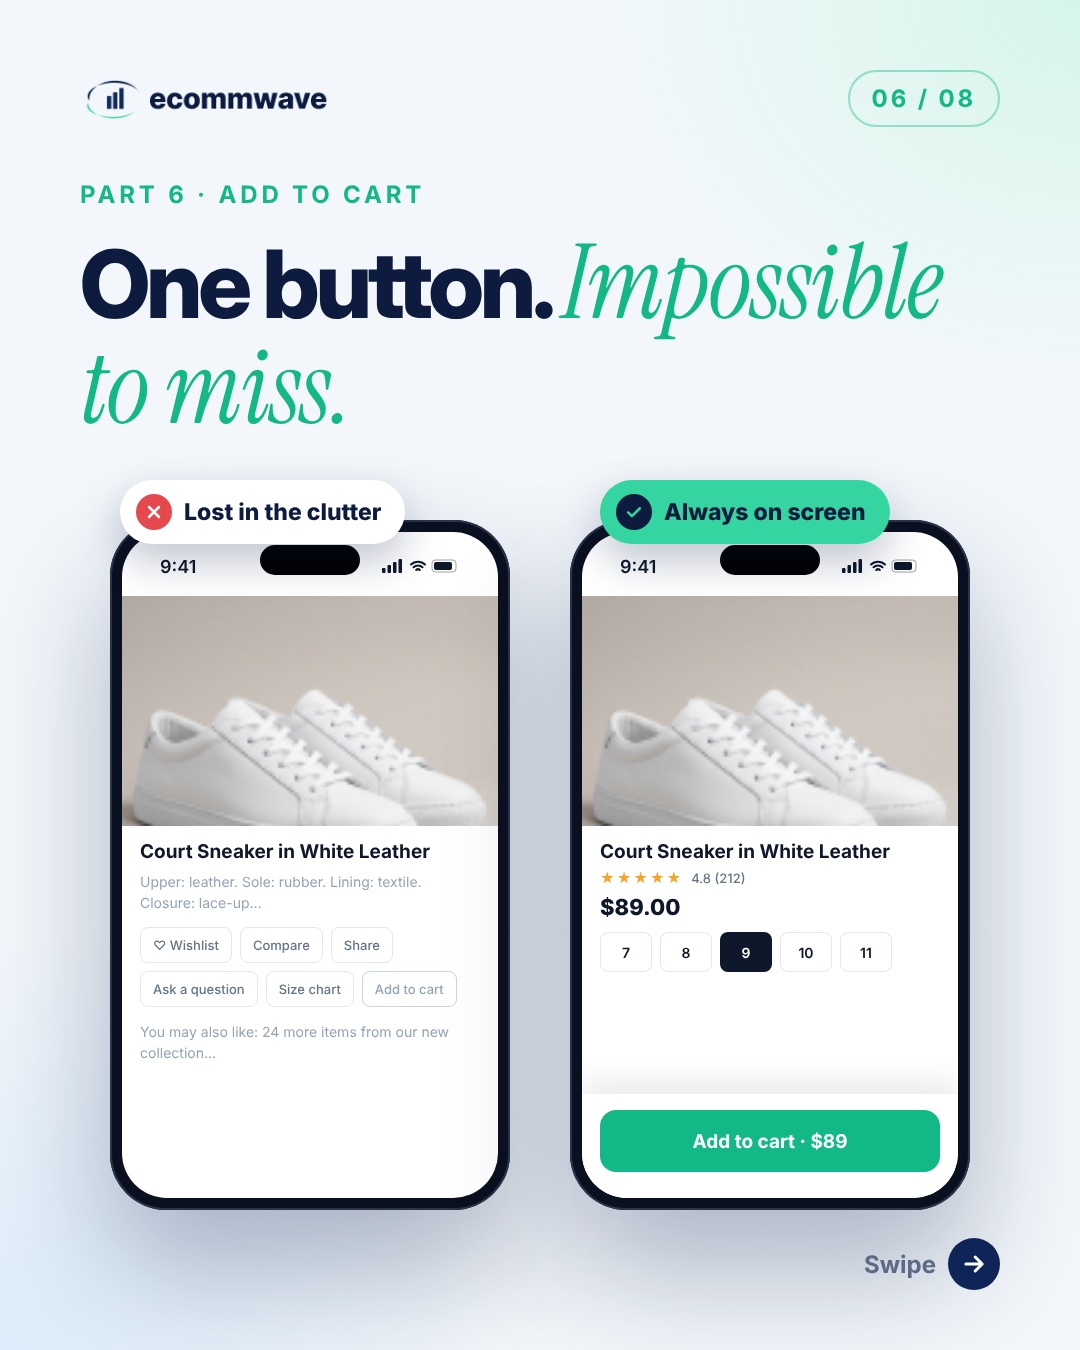 ecommwave
06 / 08
PART 6 · ADD TO CART
One button. Impossible
to miss.
Lost in the clutter
9:41
Court Sneaker in White Leather
Upper: leather. Sole: rubber. Lining: textile.
Closure: lace-up...
♡ Wishlist
Compare
Share
Ask a question
Size chart
Add to cart
You may also like: 24 more items from our new
collection...
Always on screen
9:41
Court Sneaker in White Leather
★★★★★ 4.8 (212)
$89.00
7
8
9
10
11
Add to cart · $89
Swipe